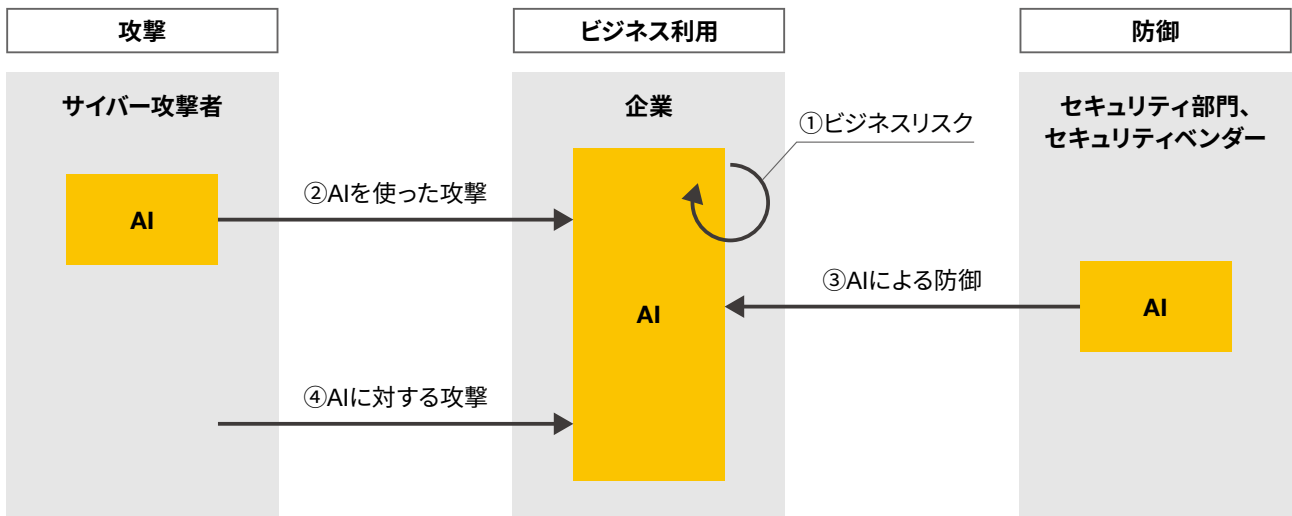 攻撃
ビジネス利用
防御
サイバー攻撃者
企業
セキュリティ部門、
セキュリティベンダー
①ビジネスリスク
②AIを使った攻撃
AI
③AIによる防御
AI
AI
④AIに対する攻撃